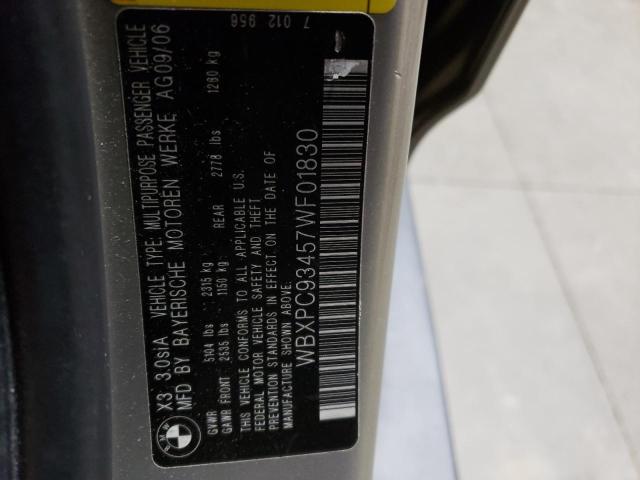 7 012 956
X3 3.0siA VEHICLE TYPE: MULTIPURPOSE PASSENGER VEHICLE
MFD BY BAYERISCHE MOTOREN WERKE, AG 09/06
GVWR 5104 lbs 2315 kg
GAWR FRONT 2535 lbs 1150 kg REAR 2778 lbs 1260 kg
THIS VEHICLE CONFORMS TO ALL APPLICABLE U.S.
FEDERAL MOTOR VEHICLE SAFETY AND THEFT
PREVENTION STANDARDS IN EFFECT ON THE DATE OF
MANUFACTURE SHOWN ABOVE.
WBXPC93457WF01830
BMW